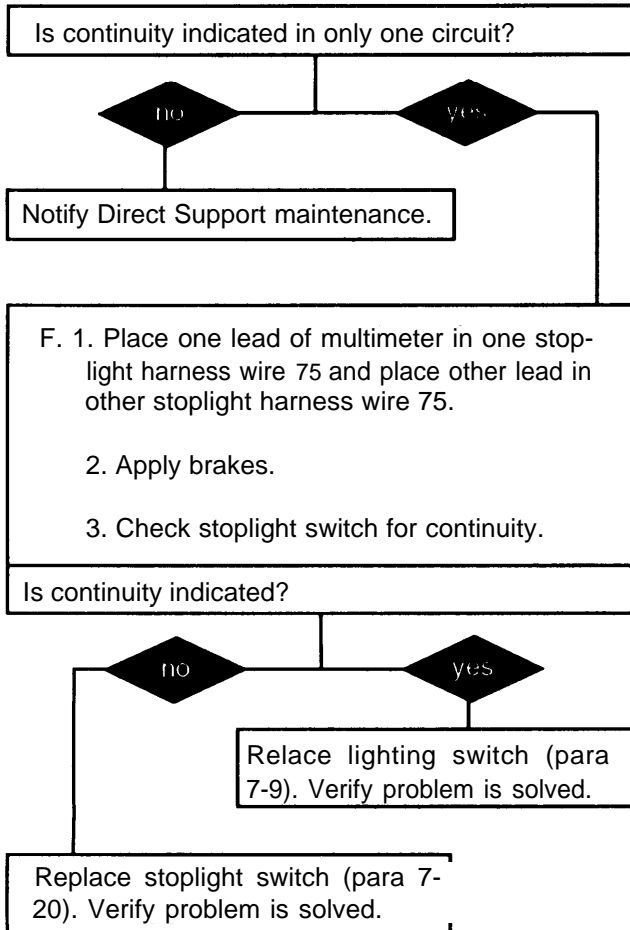 Is continuity indicated in only one circuit?
no
yes
Notify Direct Support maintenance.
F. 1. Place one lead of multimeter in one stop-
light harness wire 75 and place other lead in
other stoplight harness wire 75.
2. Apply brakes.
3. Check stoplight switch for continuity.
Is continuity indicated?
no
yes
Relace lighting switch (para
7-9). Verify problem is solved.
Replace stoplight switch (para 7-
20). Verify problem is solved.